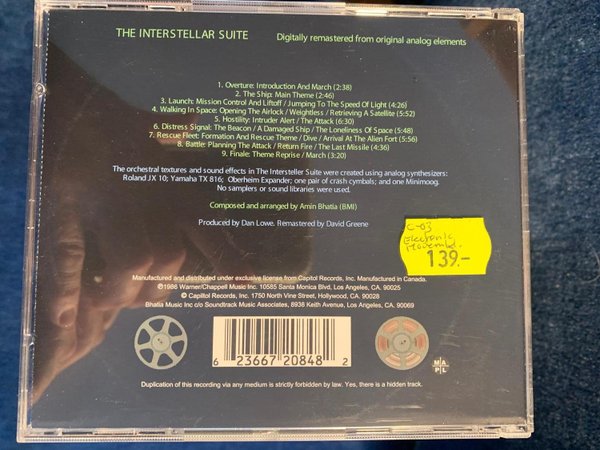 THE INTERSTELLAR SUITE
Digitally remastered from original analog elements
1. Overture: Introduction And March (2:38)
2. The Ship: Main Theme (2:46)
3. Launch: Mission Control And Liftoff / Jumping To The Speed Of Light (4:26)
4. Walking In Space: Opening The Airlock / Weightless / Retrieving A Satellite (5:52)
5. Hostility: Intruder Alert / The Attack (6:30)
6. Distress Signal: The Beacon / A Damaged Ship / The Loneliness Of Space (5:48)
7. Rescue Fleet: Formation And Rescue Theme / Dive / Arrival At The Alien Fort (5:56)
8. Battle: Planning The Attack / Return Fire / The Last Missile (4:36)
9. Finale: Theme Reprise / March (3:20)
The orchestral textures and sound effects in The Intersteller Suite were created using analog synthesizers:
Roland JX 10; Yamaha TX 816; Oberheim Expander; one pair of crash cymbals; and one Minimoog.
No samplers or sound libraries were used.
Composed and arranged by Amin Bhatia (BMI)
Produced by Dan Lowe. Remastered by David Greene
C-03
Electronic
139.-
Manufactured and distributed under exclusive license from Capitol Records, Inc. Manufactured in Canada.
℗1986 Warner/Chappell Music Inc. 10585 Santa Monica Blvd, Los Angeles, CA 90025
© Capitol Records, Inc. 1750 North Vine Street, Hollywood, CA, 90028
Bhatia Music Inc c/o Soundtrack Music Associates, 8938 Keith Avenue, Los Angeles, CA, 90069
6 23667 20848 2
M A P L
Duplication of this recording via any medium is strictly forbidden by law. Yes, there is a hidden track.